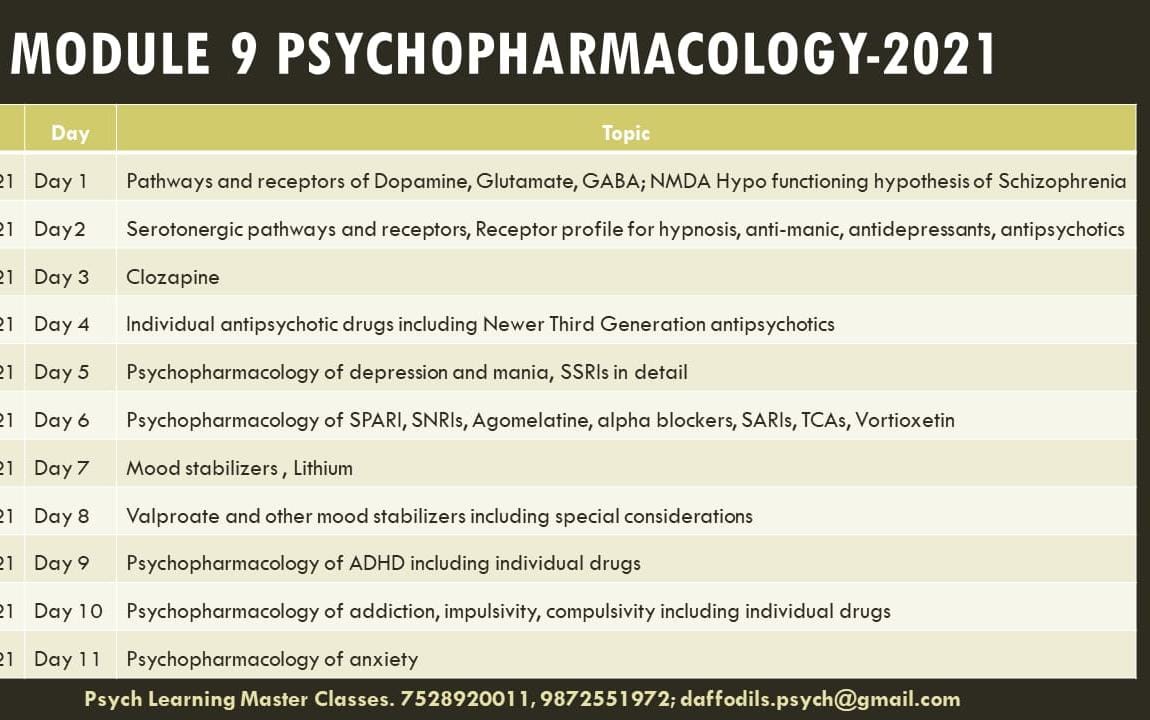 MODULE 9 PSYCHOPHARMACOLOGY-2021
Day Topic
21 Day 1 Pathways and receptors of Dopamine, Glutamate, GABA; NMDA Hypo functioning hypothesis of Schizophrenia
21 Day2 Serotonergic pathways and receptors, Receptor profile for hypnosis, anti-manic, antidepressants, antipsychotics
21 Day 3 Clozapine
21 Day 4 Individual antipsychotic drugs including Newer Third Generation antipsychotics
21 Day 5 Psychopharmacology of depression and mania, SSRIs in detail
21 Day 6 Psychopharmacology of SPARI, SNRIs, Agomelatine, alpha blockers, SARIs, TCAs, Vortioxetin
21 Day 7 Mood stabilizers , Lithium
21 Day 8 Valproate and other mood stabilizers including special considerations
21 Day 9 Psychopharmacology of ADHD including individual drugs
21 Day 10 Psychopharmacology of addiction, impulsivity, compulsivity including individual drugs
21 Day 11 Psychopharmacology of anxiety
Psych Learning Master Classes. 7528920011, 9872551972; daffodils.psych@gmail.com